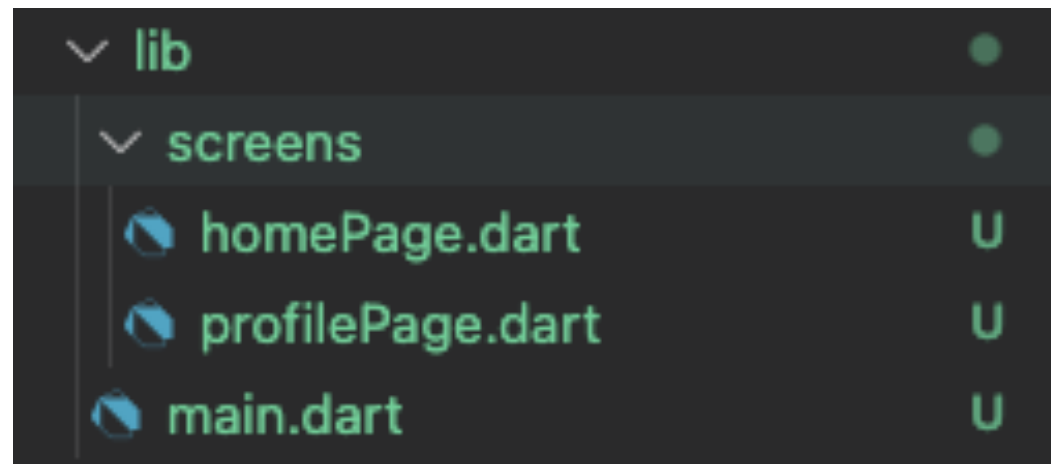 lib
screens
homePage.dart U
profilePage.dart U
main.dart U